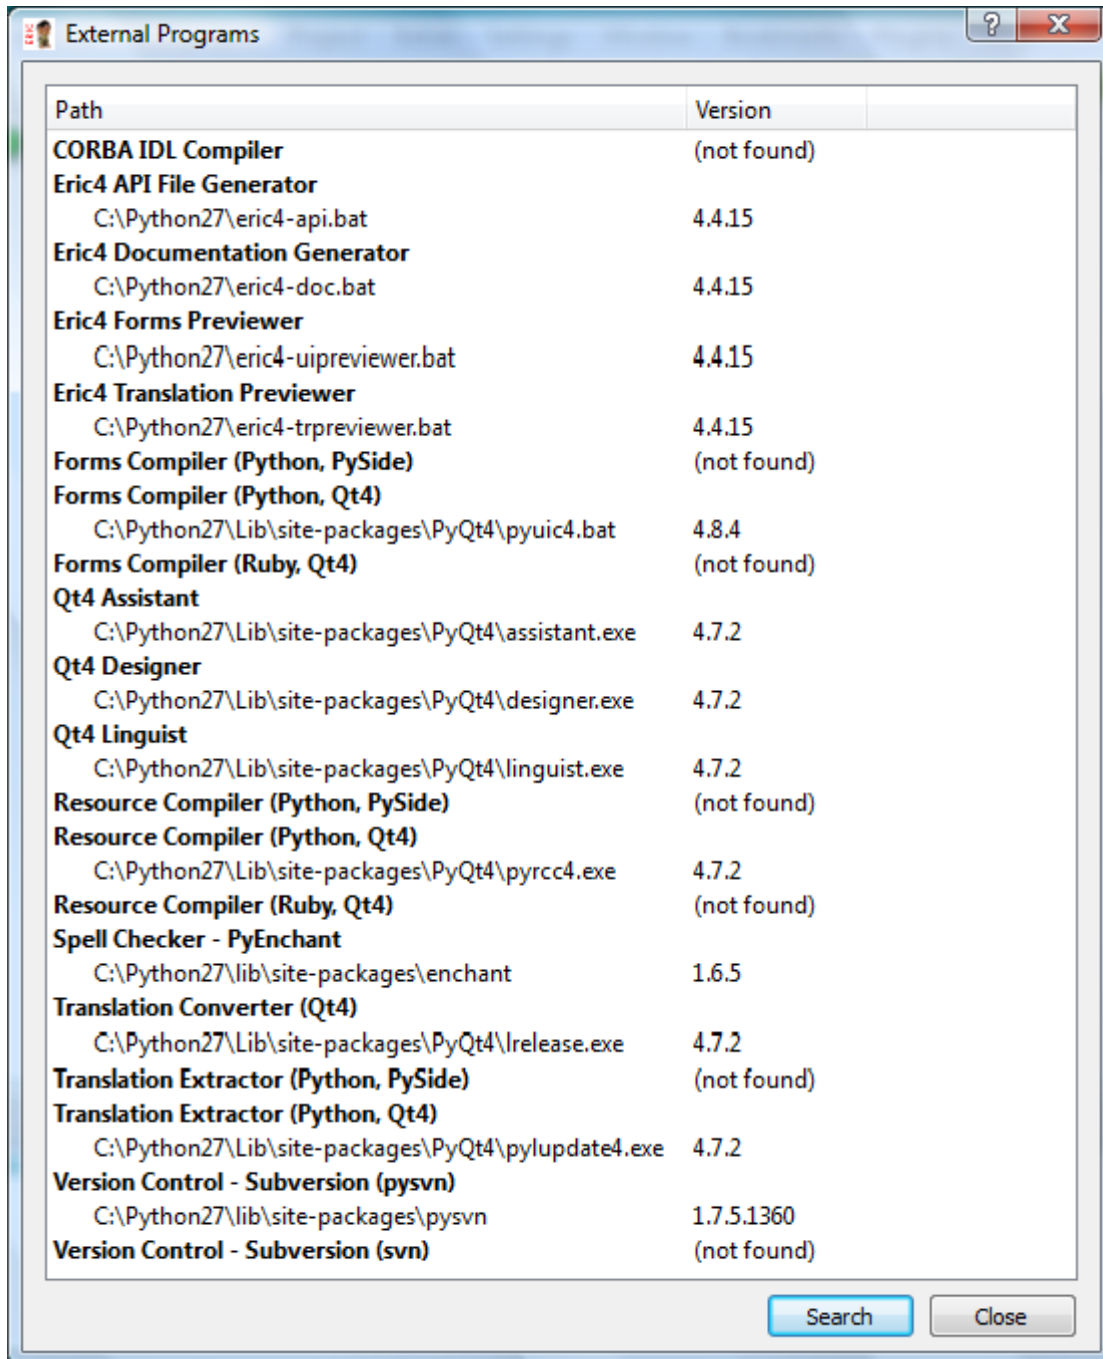 ERIC External Programs ? X
Path Version
CORBA IDL Compiler (not found)
Eric4 API File Generator
C:\Python27\eric4-api.bat 4.4.15
Eric4 Documentation Generator
C:\Python27\eric4-doc.bat 4.4.15
Eric4 Forms Previewer
C:\Python27\eric4-uipreviewer.bat 4.4.15
Eric4 Translation Previewer
C:\Python27\eric4-trpreviewer.bat 4.4.15
Forms Compiler (Python, PySide) (not found)
Forms Compiler (Python, Qt4)
C:\Python27\Lib\site-packages\PyQt4\pyuic4.bat 4.8.4
Forms Compiler (Ruby, Qt4) (not found)
Qt4 Assistant
C:\Python27\Lib\site-packages\PyQt4\assistant.exe 4.7.2
Qt4 Designer
C:\Python27\Lib\site-packages\PyQt4\designer.exe 4.7.2
Qt4 Linguist
C:\Python27\Lib\site-packages\PyQt4\linguist.exe 4.7.2
Resource Compiler (Python, PySide) (not found)
Resource Compiler (Python, Qt4)
C:\Python27\Lib\site-packages\PyQt4\pyrcc4.exe 4.7.2
Resource Compiler (Ruby, Qt4) (not found)
Spell Checker - PyEnchant
C:\Python27\lib\site-packages\enchant 1.6.5
Translation Converter (Qt4)
C:\Python27\Lib\site-packages\PyQt4\lrelease.exe 4.7.2
Translation Extractor (Python, PySide) (not found)
Translation Extractor (Python, Qt4)
C:\Python27\Lib\site-packages\PyQt4\pylupdate4.exe 4.7.2
Version Control - Subversion (pysvn)
C:\Python27\lib\site-packages\pysvn 1.7.5.1360
Version Control - Subversion (svn) (not found)
Search Close